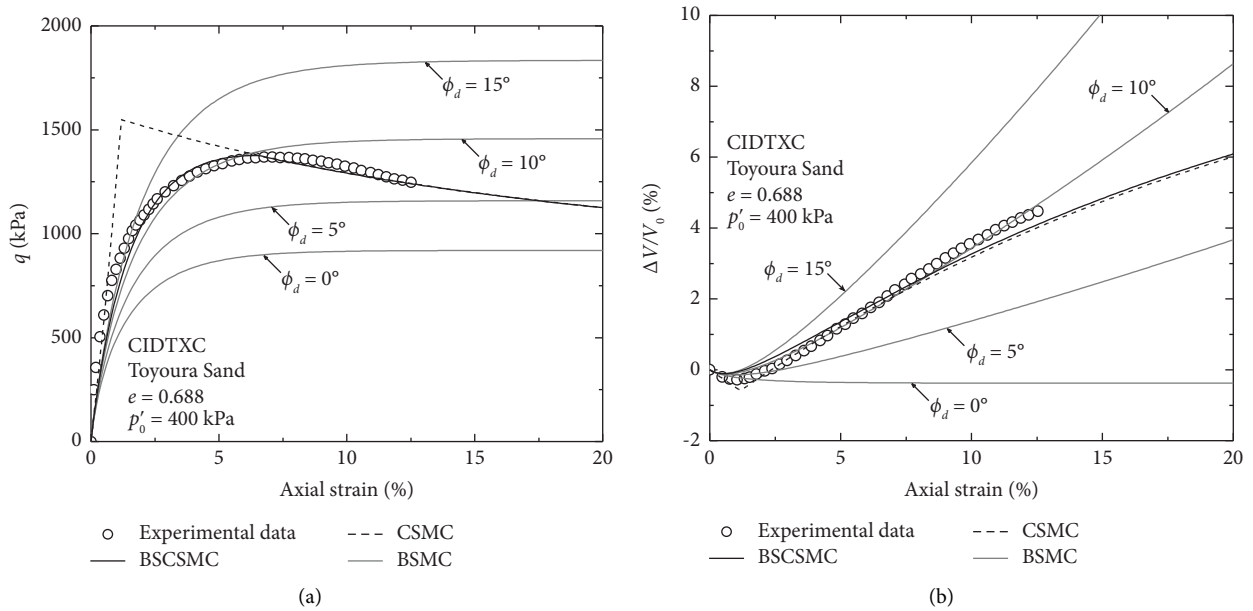 2000
1500
1000
500
0
q (kPa)
ϕd = 15°
ϕd = 10°
ϕd = 5°
ϕd = 0°
CIDTXC
Toyoura Sand
e = 0.688
p′0 = 400 kPa
0 5 10 15 20
Axial strain (%)
Experimental data
BSCSMC
CSMC
BSMC
(a)
10
8
6
4
2
0
-2
ΔV/V0 (%)
CIDTXC
Toyoura Sand
e = 0.688
p′0 = 400 kPa
ϕd = 10°
ϕd = 15°
ϕd = 5°
ϕd = 0°
0 5 10 15 20
Axial strain (%)
Experimental data
BSCSMC
CSMC
BSMC
(b)